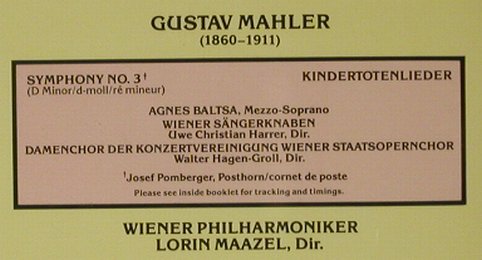 GUSTAV MAHLER
(1860–1911)
SYMPHONY NO. 3† KINDERTOTENLIEDER
(D Minor/d-moll/ré mineur)
AGNES BALTSA, Mezzo-Soprano
WIENER SÄNGERKNABEN
Uwe Christian Harrer, Dir.
DAMENCHOR DER KONZERTVEREINIGUNG WIENER STAATSOPERNCHOR
Walter Hagen-Groll, Dir.
†Josef Pomberger, Posthorn/cornet de poste
Please see inside booklet for tracking and timings.
WIENER PHILHARMONIKER
LORIN MAAZEL, Dir.